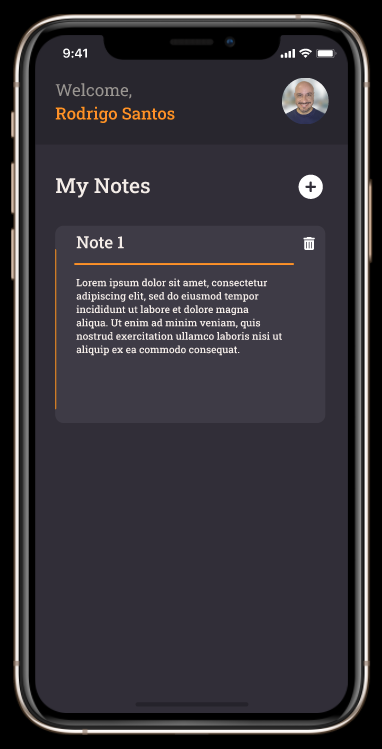 9:41
Welcome,
Rodrigo Santos
My Notes
Note 1
Lorem ipsum dolor sit amet, consectetur
adipiscing elit, sed do eiusmod tempor
incididunt ut labore et dolore magna
aliqua. Ut enim ad minim veniam, quis
nostrud exercitation ullamco laboris nisi ut
aliquip ex ea commodo consequat.